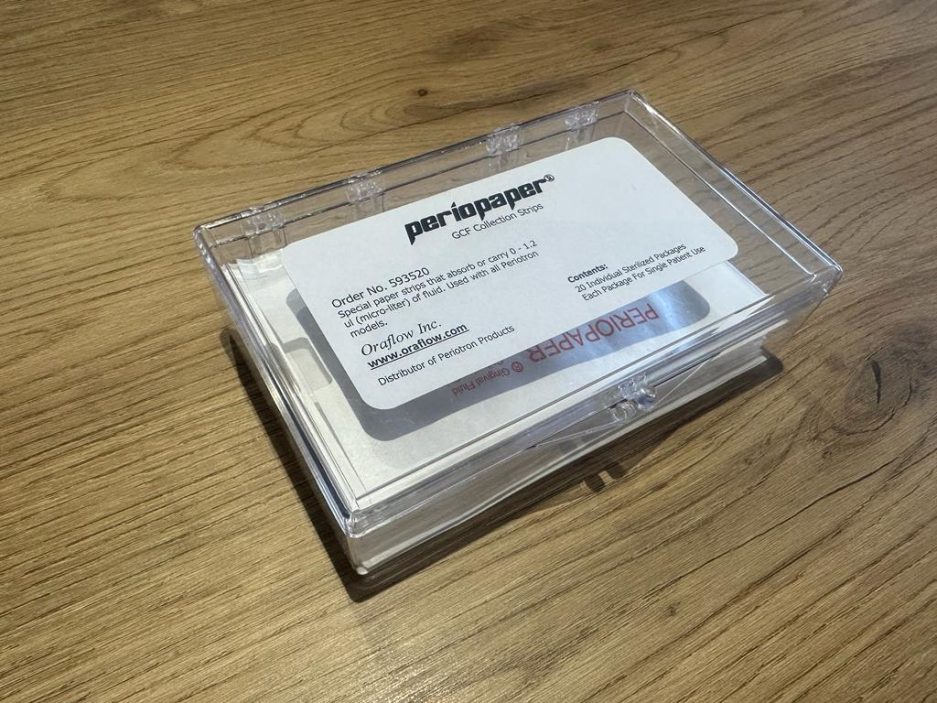 periopaper®
GCF Collection Strips
Order No. 593520
Special paper strips that absorb or carry 0 - 1.2
ul (micro-liter) of fluid. Used with all Periotron
models.
Oraflow Inc.
www.oraflow.com
Distributor of Periotron Products
Contents:
20 Individual Sterilized Packages
Each Package For Single Patient Use
PERIOPAPER ® Gingival Fluid